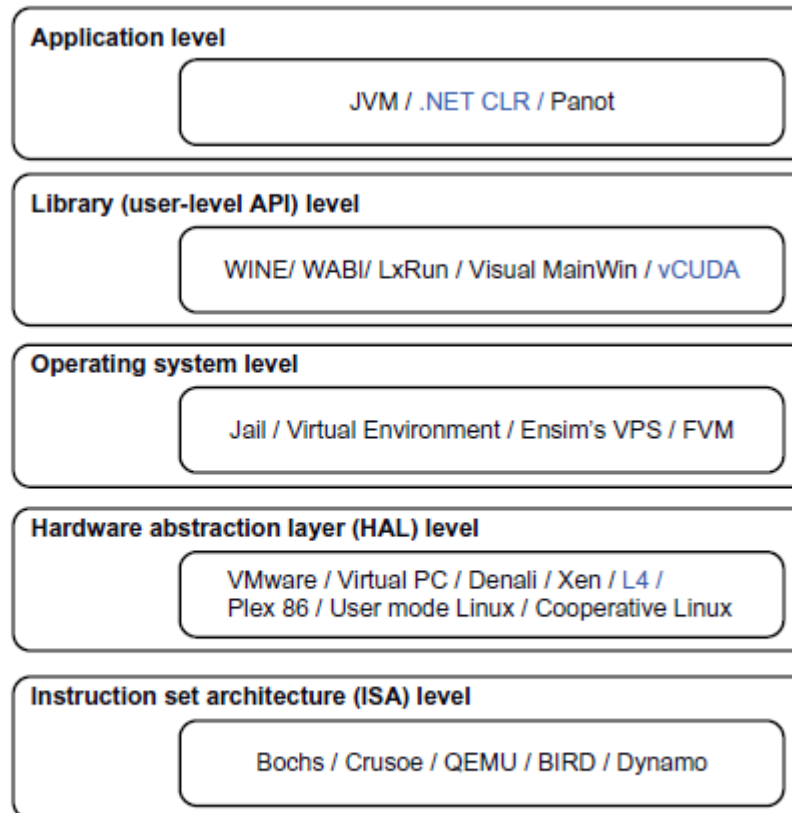 Application level
JVM / .NET CLR / Panot
Library (user-level API) level
WINE/ WABI/ LxRun / Visual MainWin / vCUDA
Operating system level
Jail / Virtual Environment / Ensim's VPS / FVM
Hardware abstraction layer (HAL) level
VMware / Virtual PC / Denali / Xen / L4 /
Plex 86 / User mode Linux / Cooperative Linux
Instruction set architecture (ISA) level
Bochs / Crusoe / QEMU / BIRD / Dynamo